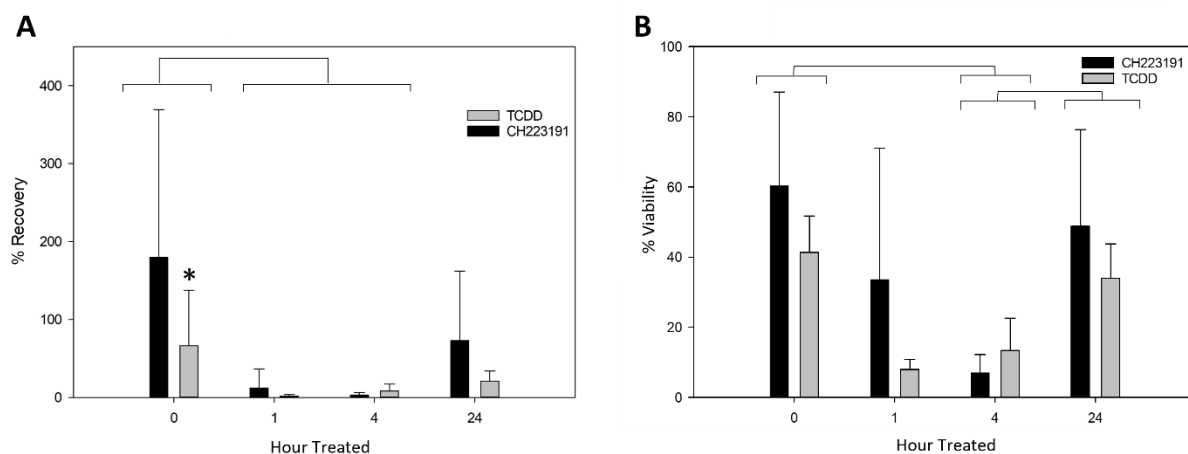 A
% Recovery
400
300
200
100
0
TCDD
CH223191
*
0 1 4 24
Hour Treated
B
% Viability
100
80
60
40
20
0
CH223191
TCDD
0 1 4 24
Hour Treated